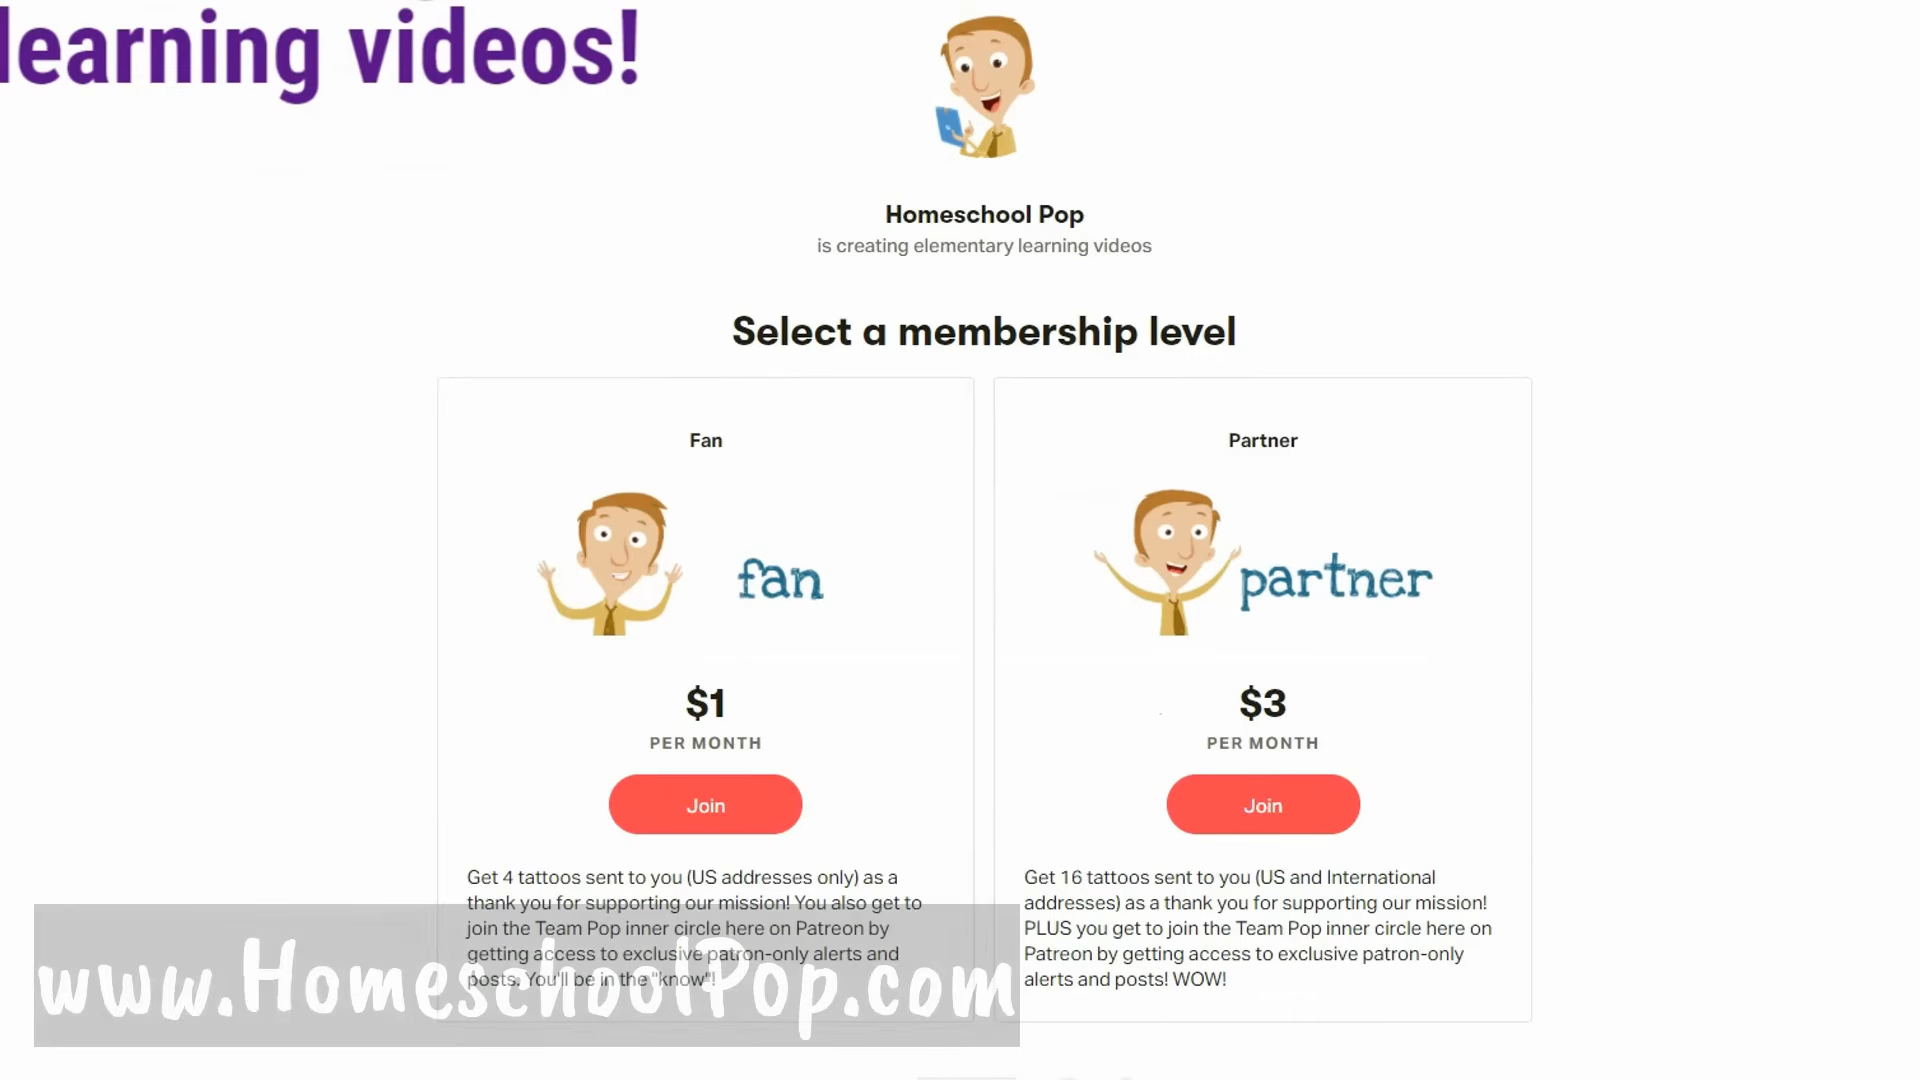 learning videos!
Homeschool Pop
is creating elementary learning videos
Select a membership level
Fan
fan
$1
PER MONTH
Join
Get 4 tattoos sent to you (US addresses only) as a
thank you for supporting our mission! You also get to
join the Team Pop inner circle here on Patreon by
getting access to exclusive patron-only alerts and
posts. You'll be in the "know"!
Partner
partner
$3
PER MONTH
Join
Get 16 tattoos sent to you (US and International
addresses) as a thank you for supporting our mission!
PLUS you get to join the Team Pop inner circle here on
Patreon by getting access to exclusive patron-only
alerts and posts! WOW!
www.HomeschoolPop.com